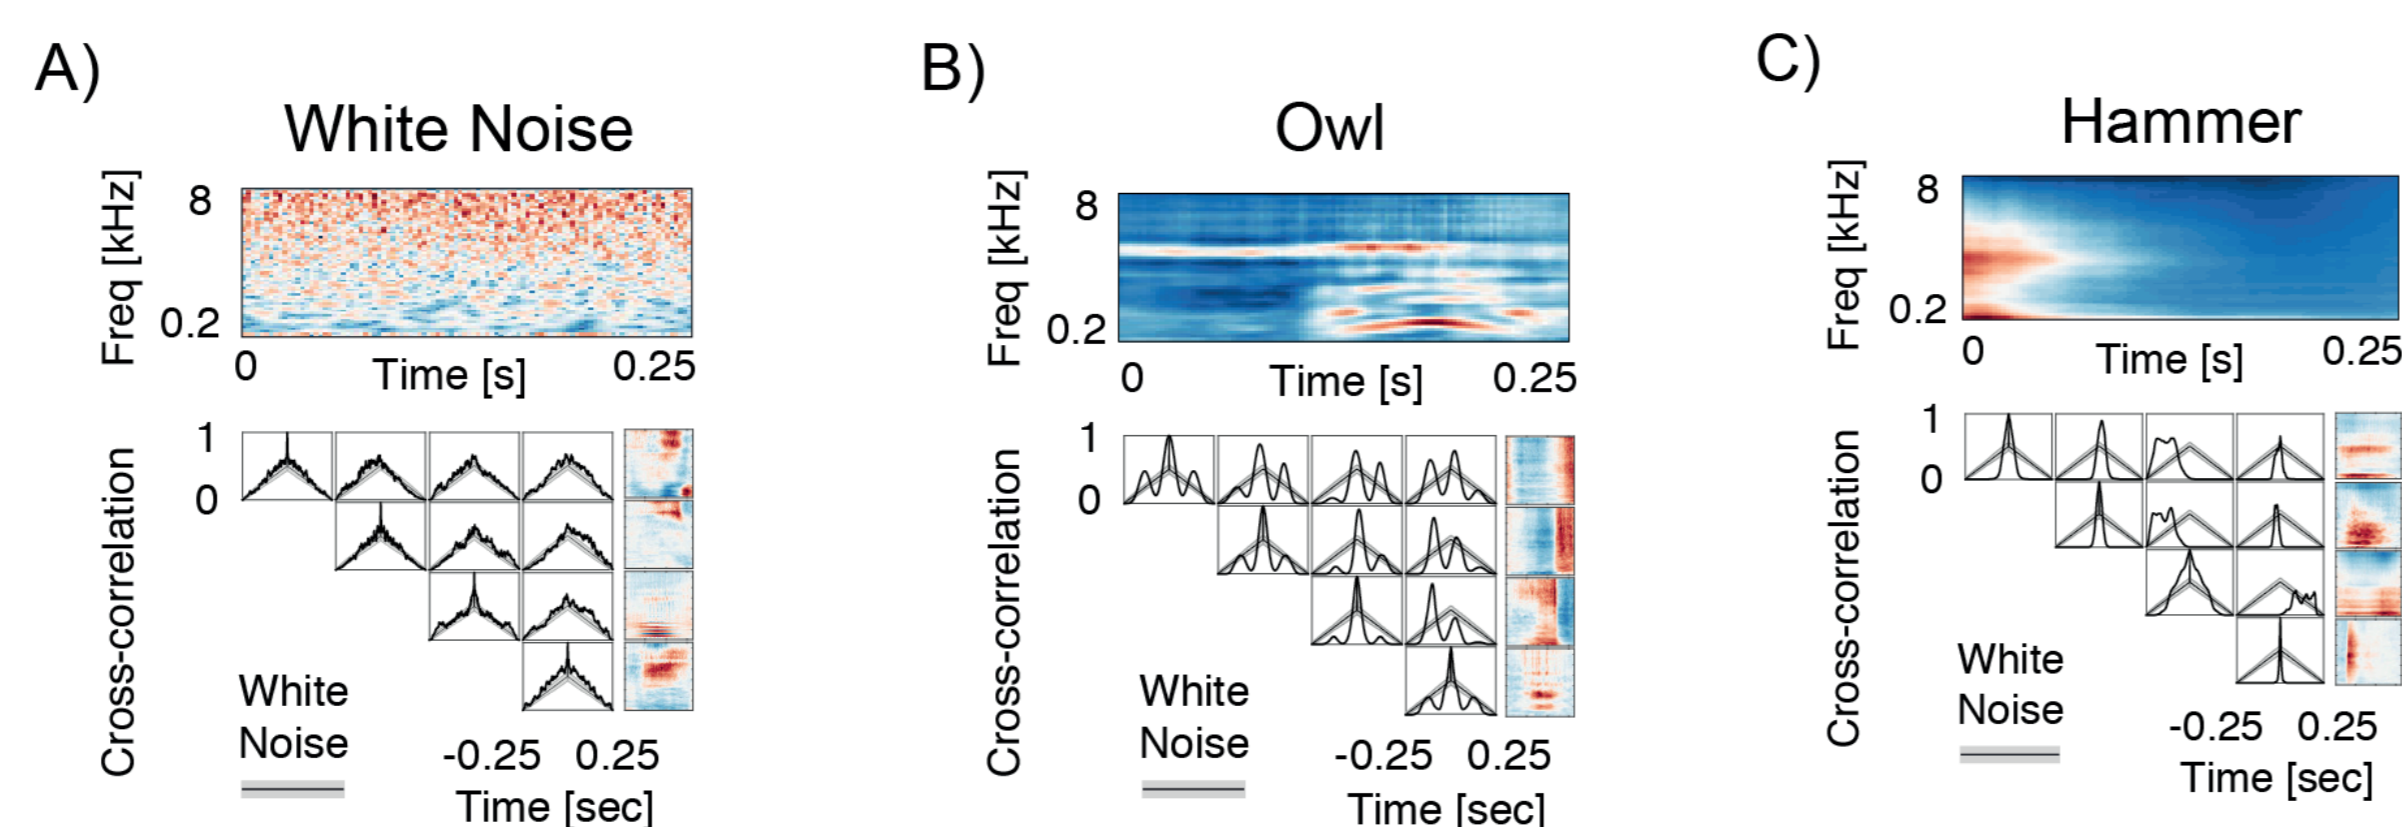 A)
White Noise
Freq [kHz]
8
0.2
0
Time [s]
0.25
Cross-correlation
1
0
White
Noise
-0.25
0.25
Time [sec]
B)
Owl
Freq [kHz]
8
0.2
0
Time [s]
0.25
Cross-correlation
1
0
White
Noise
-0.25
0.25
Time [sec]
C)
Hammer
Freq [kHz]
8
0.2
0
Time [s]
0.25
Cross-correlation
1
0
White
Noise
-0.25
0.25
Time [sec]